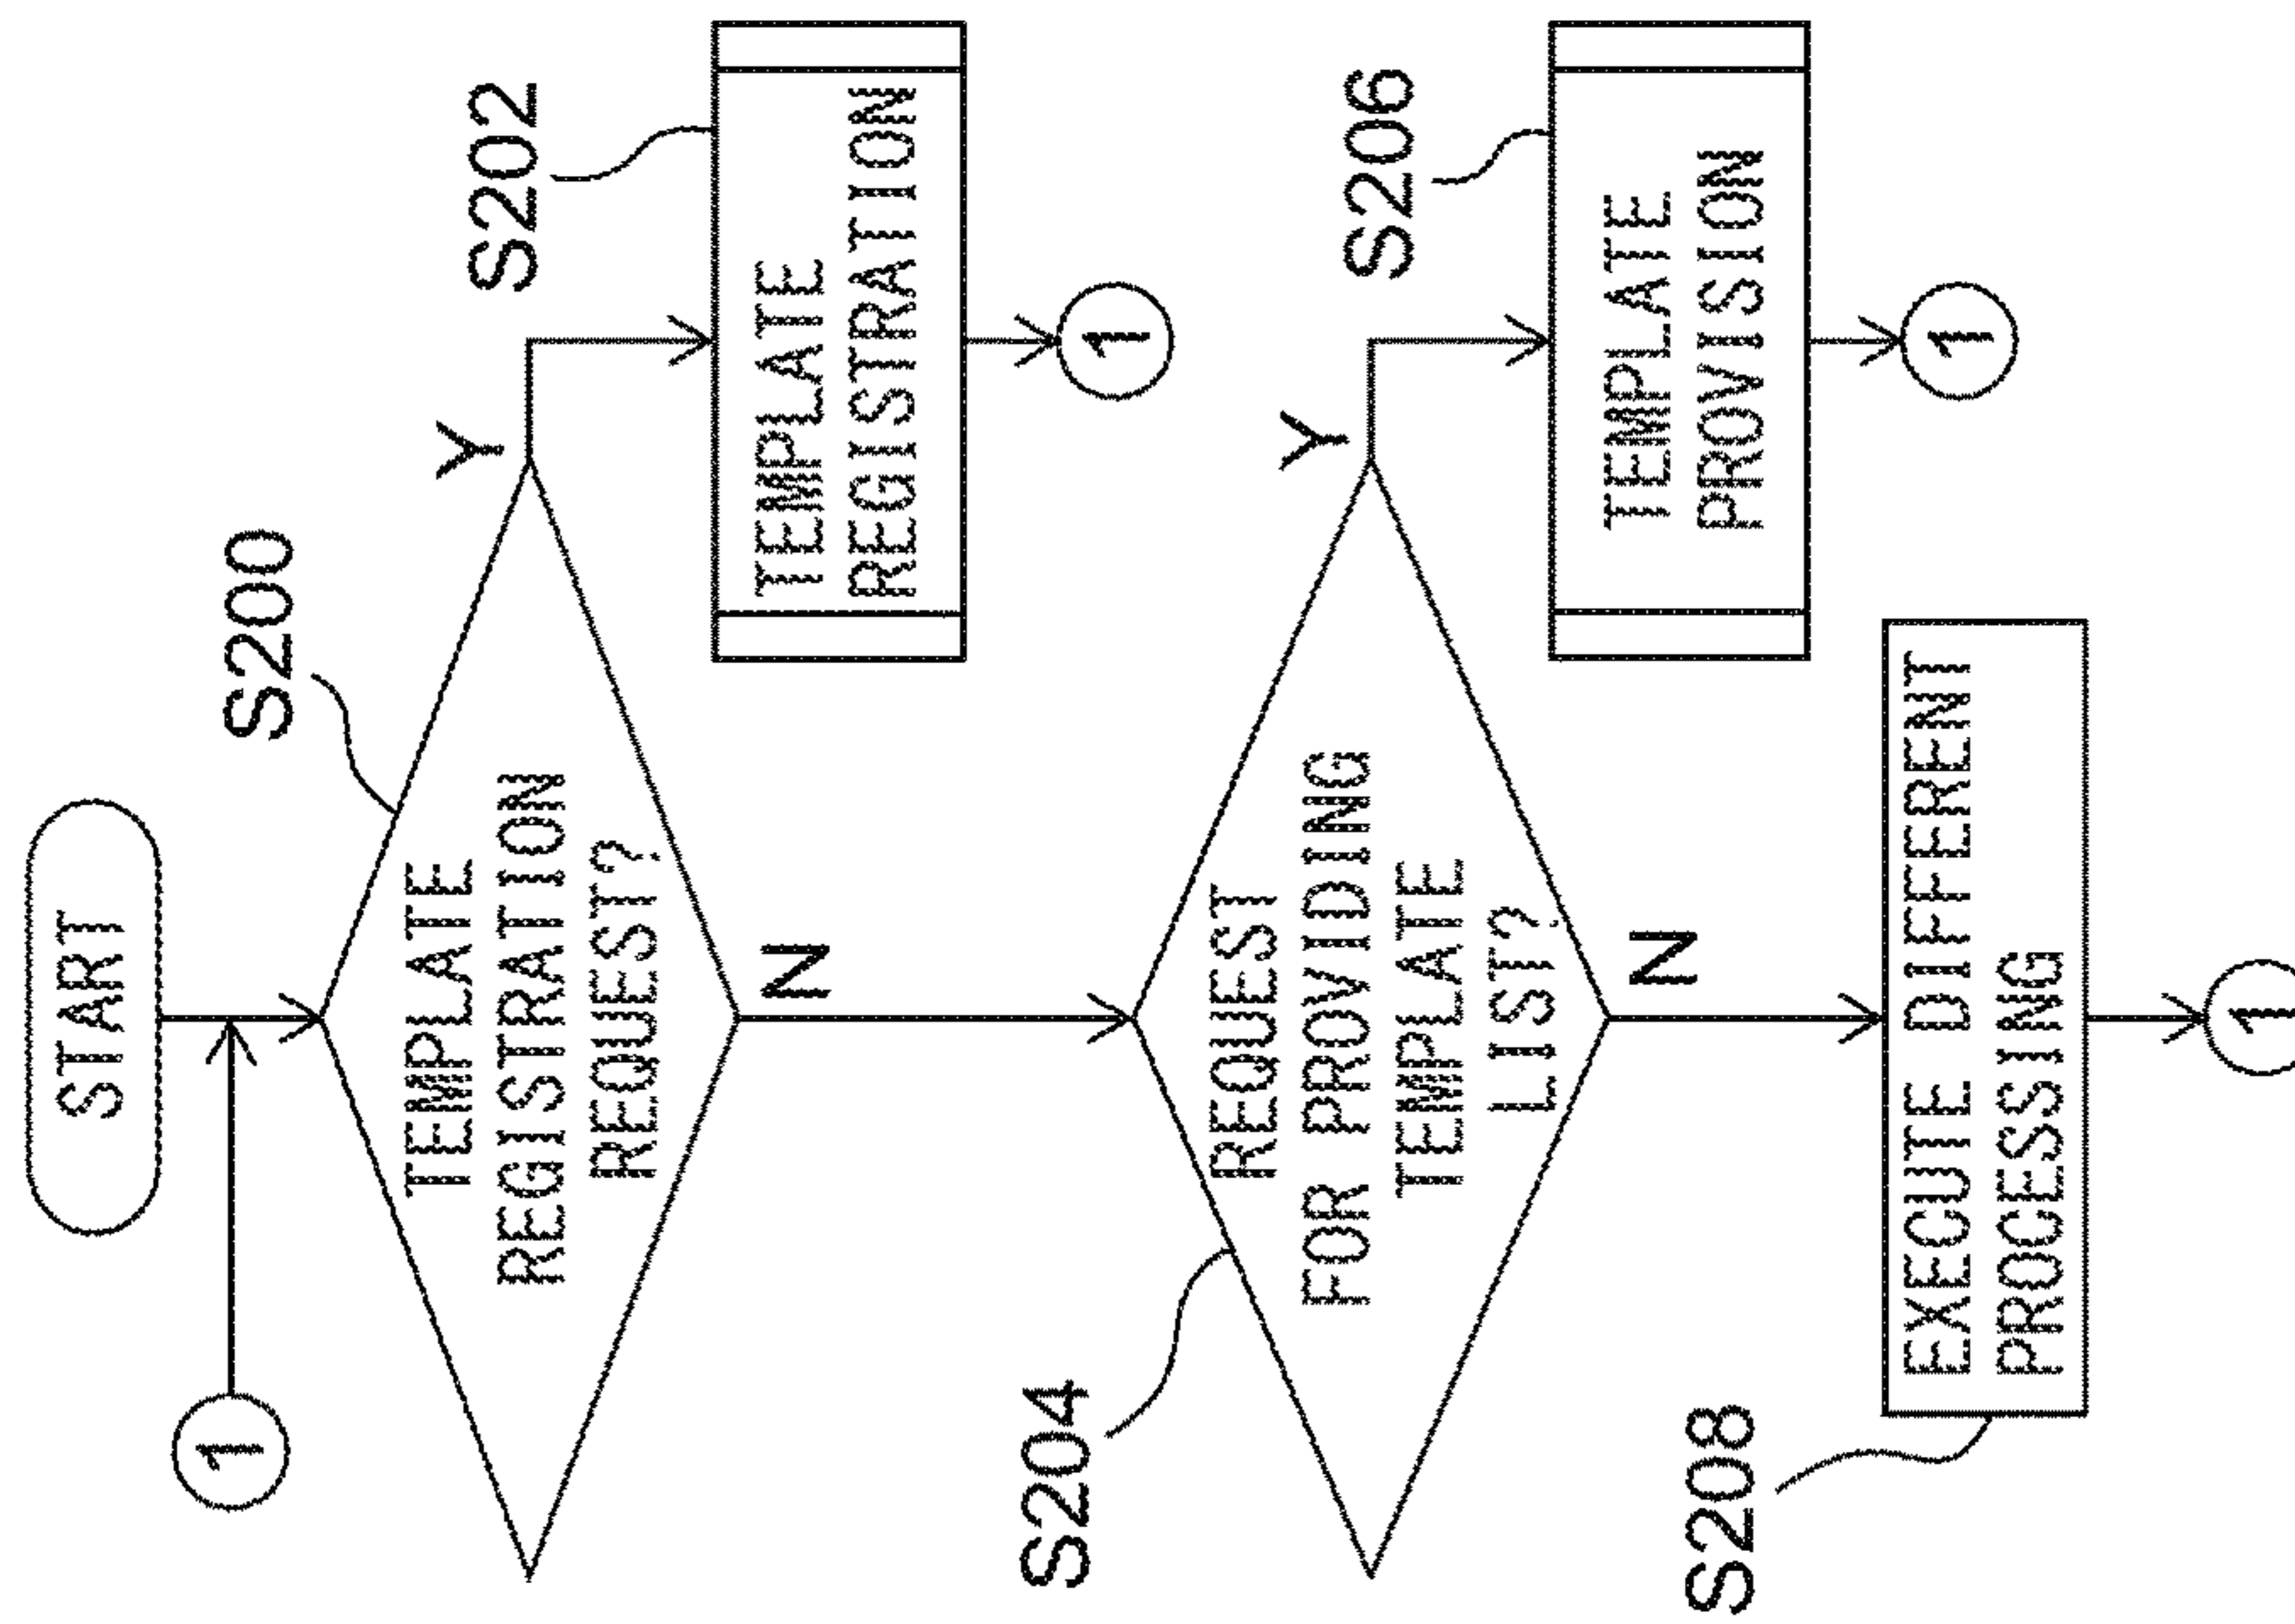 START
1
S200
TEMPLATE
REGISTRATION
REQUEST?
Y
N
S202
TEMPLATE
REGISTRATION
1
S204
REQUEST
FOR PROVIDING
TEMPLATE
LIST?
Y
N
S206
TEMPLATE
PROVISION
1
S208
EXECUTE DIFFERENT
PROCESSING
1